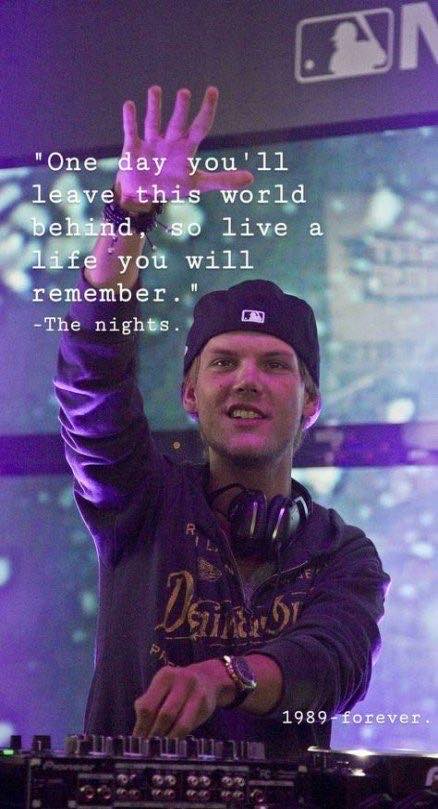 "One day you'll
leave this world
behind, so live a
life you will
remember."
-The nights.
1989-forever.